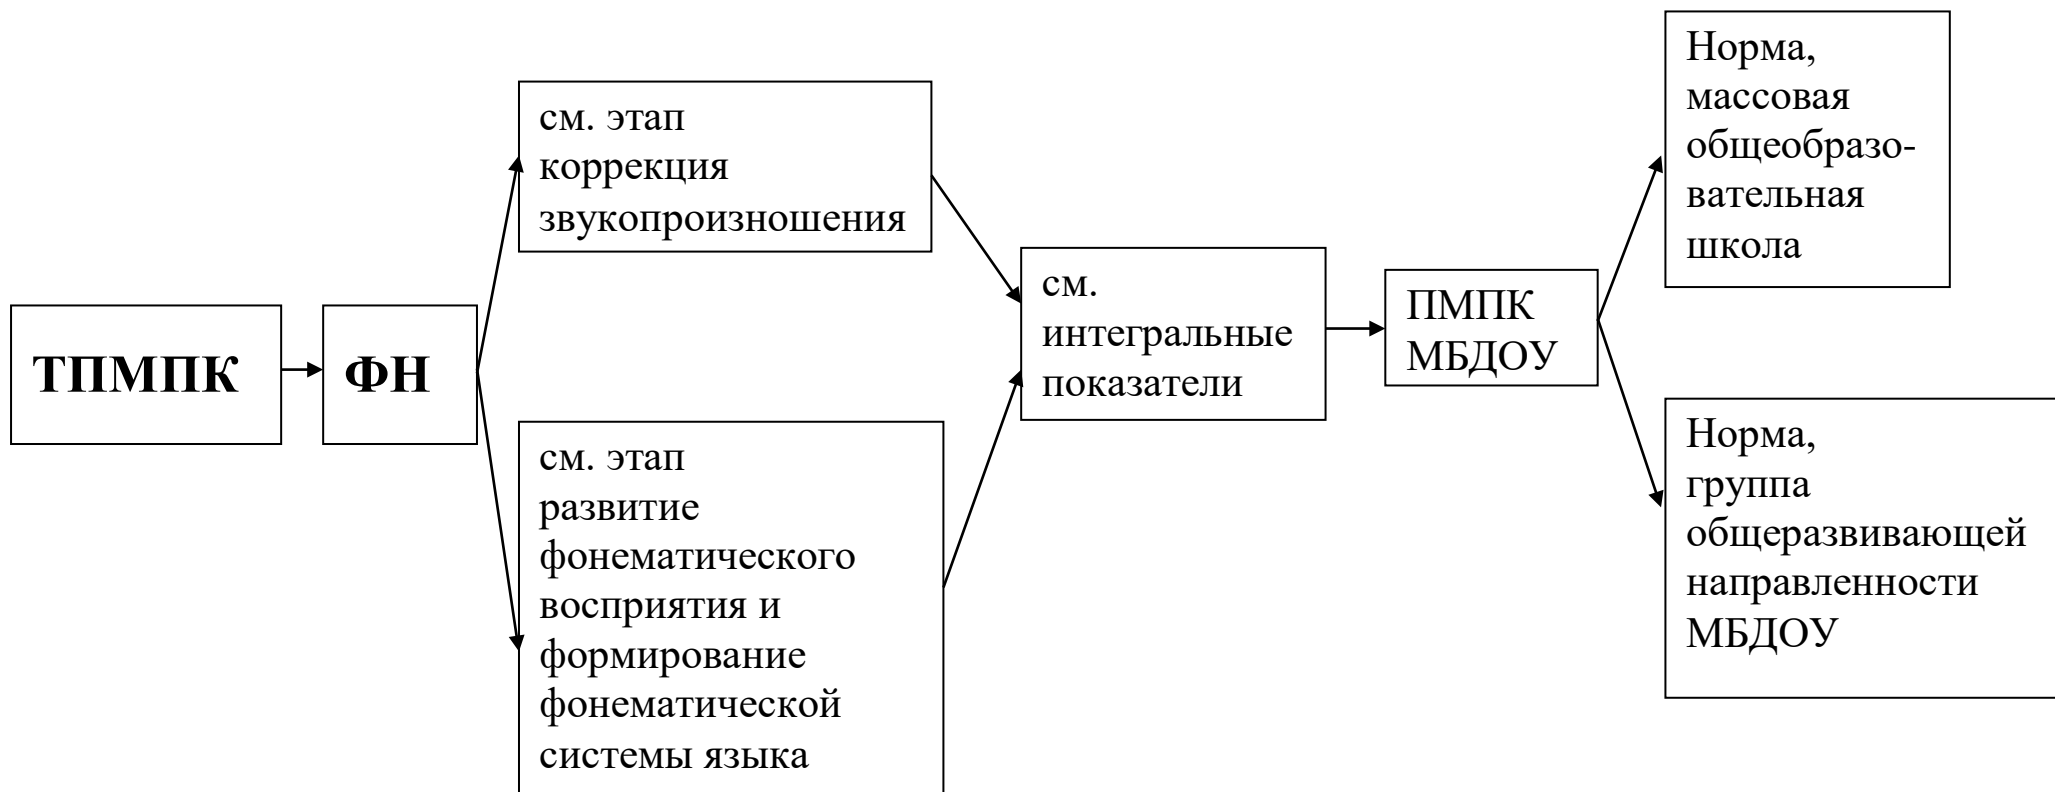 ТПМПК
ФН
см. этап
коррекция
звукопроизношения
см. этап
развитие
фонематического
восприятия и
формирование
фонематической
системы языка
см.
интегральные
показатели
ПМПК
МБДОУ
Норма,
массовая
общеобразо-
вательная
школа
Норма,
группа
общеразвивающей
направленности
МБДОУ